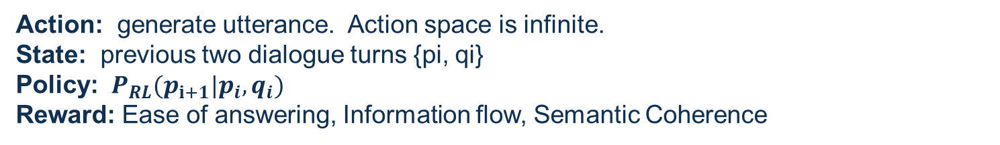 Action: generate utterance. Action space is infinite.
State: previous two dialogue turns {pi, qi}
Policy: P_{RL}(p_{i+1}|p_i, q_i)
Reward: Ease of answering, Information flow, Semantic Coherence